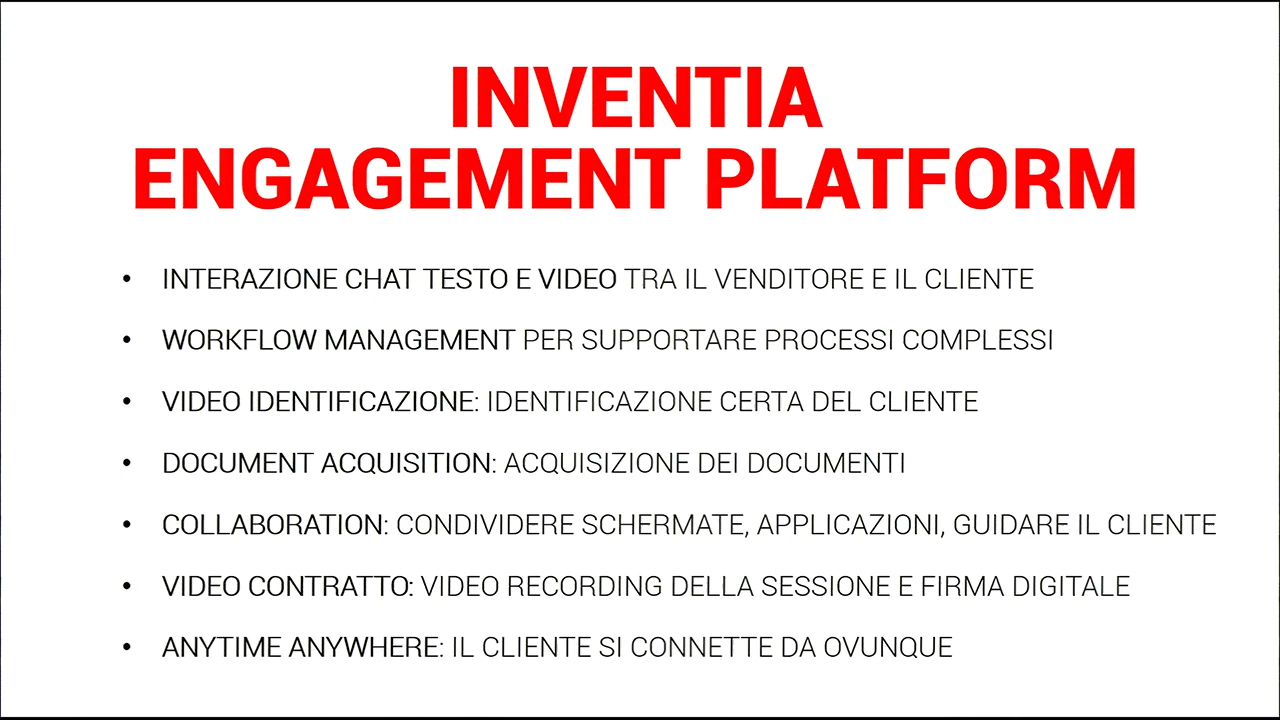 INVENTIA
ENGAGEMENT PLATFORM
• INTERAZIONE CHAT TESTO E VIDEO TRA IL VENDITORE E IL CLIENTE
• WORKFLOW MANAGEMENT PER SUPPORTARE PROCESSI COMPLESSI
• VIDEO IDENTIFICAZIONE: IDENTIFICAZIONE CERTA DEL CLIENTE
• DOCUMENT ACQUISITION: ACQUISIZIONE DEI DOCUMENTI
• COLLABORATION: CONDIVIDERE SCHERMATE, APPLICAZIONI, GUIDARE IL CLIENTE
• VIDEO CONTRATTO: VIDEO RECORDING DELLA SESSIONE E FIRMA DIGITALE
• ANYTIME ANYWHERE: IL CLIENTE SI CONNETTE DA OVUNQUE